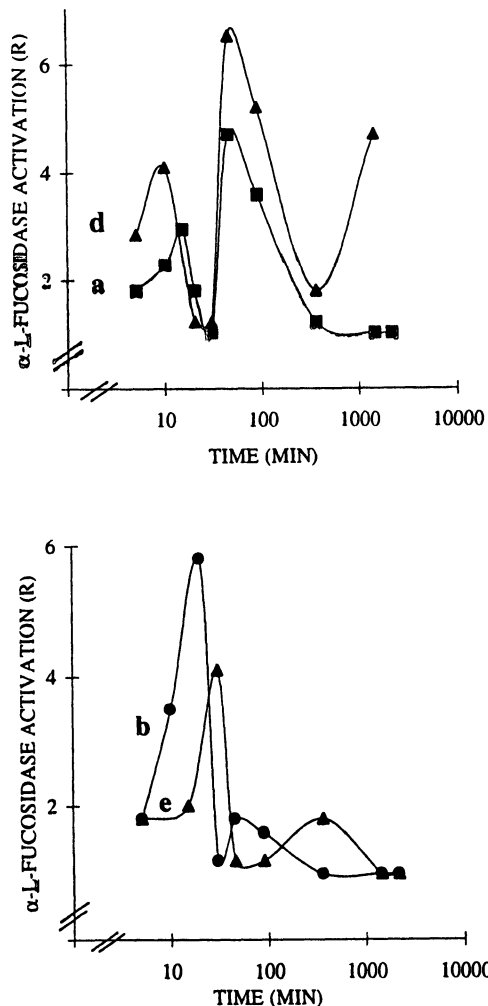 α-L-FUCOSIDASE ACTIVATION (R)
6
4
2
d
a
10 100 1000 10000
TIME (MIN)
α-L-FUCOSIDASE ACTIVATION (R)
6
4
2
b
e
10 100 1000 10000
TIME (MIN)